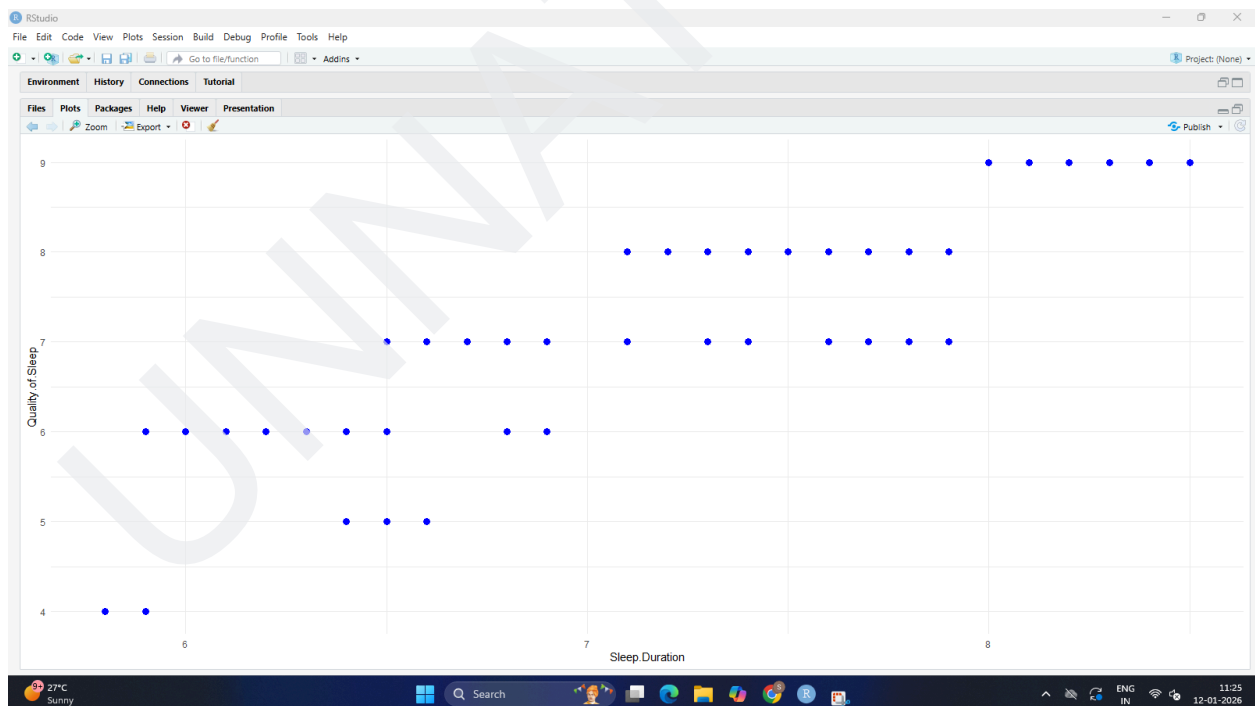 RStudio
File Edit Code View Plots Session Build Debug Profile Tools Help
Go to file/function Addins Project: (None)
Environment History Connections Tutorial
Files Plots Packages Help Viewer Presentation
Zoom Export Publish
9
8
7
6
5
4
Quality.of.Sleep
6 7 8
Sleep.Duration
9+ 27°C
Sunny
Search
ENG
IN
11:25
12-01-2026